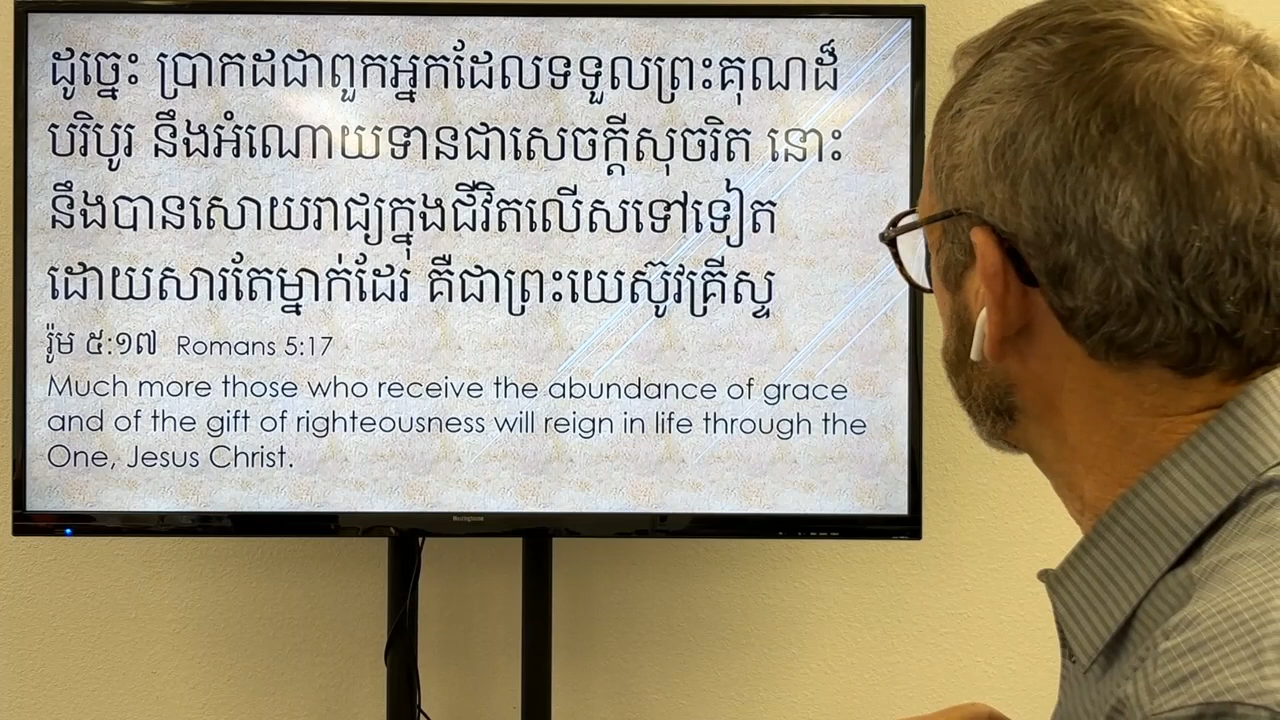 ដូច្នេះ ប្រាកដជាពួកអ្នកដែលទទួលព្រះគុណដ៏
បរិបូរ នឹងអំណោយទានជាសេចក្តីសុចរិត នោះ
នឹងបានសោយរាជ្យក្នុងជីវិតលើសទៅទៀត
ដោយសារតែម្នាក់ដែរ គឺជាព្រះយេស៊ូវគ្រីស្ទ
រ៉ូម ៥:១៧ Romans 5:17
Much more those who receive the abundance of grace
and of the gift of righteousness will reign in life through the
One, Jesus Christ.
Westinghouse